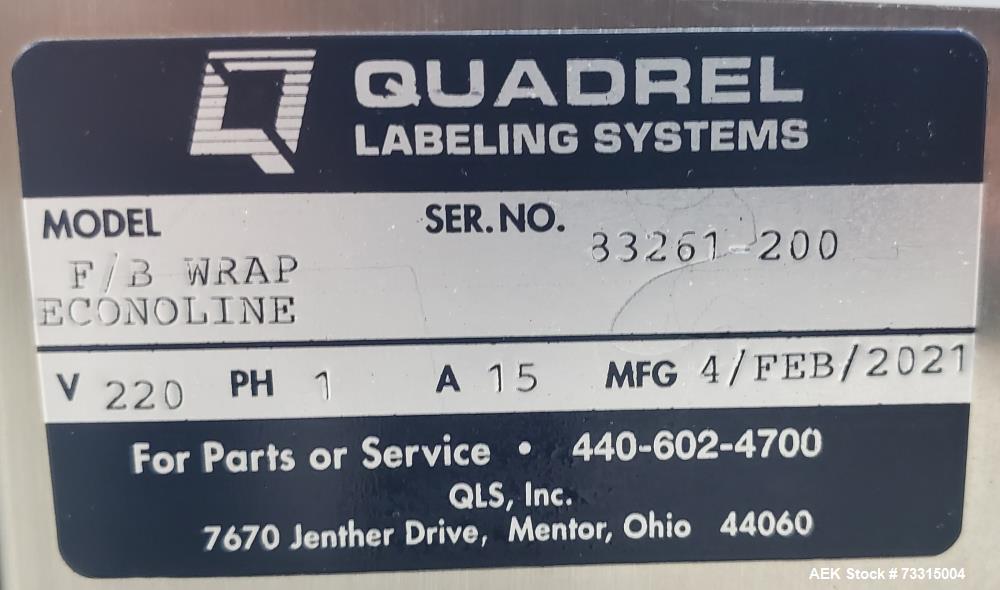 QUADREL
LABELING SYSTEMS
MODEL SER. NO.
F/B WRAP 33261-200
ECONOLINE
V 220 PH 1 A 15 MFG 4/FEB/2021
For Parts or Service • 440-602-4700
QLS, Inc.
7670 Jenther Drive, Mentor, Ohio 44060
AEK Stock # 73315004